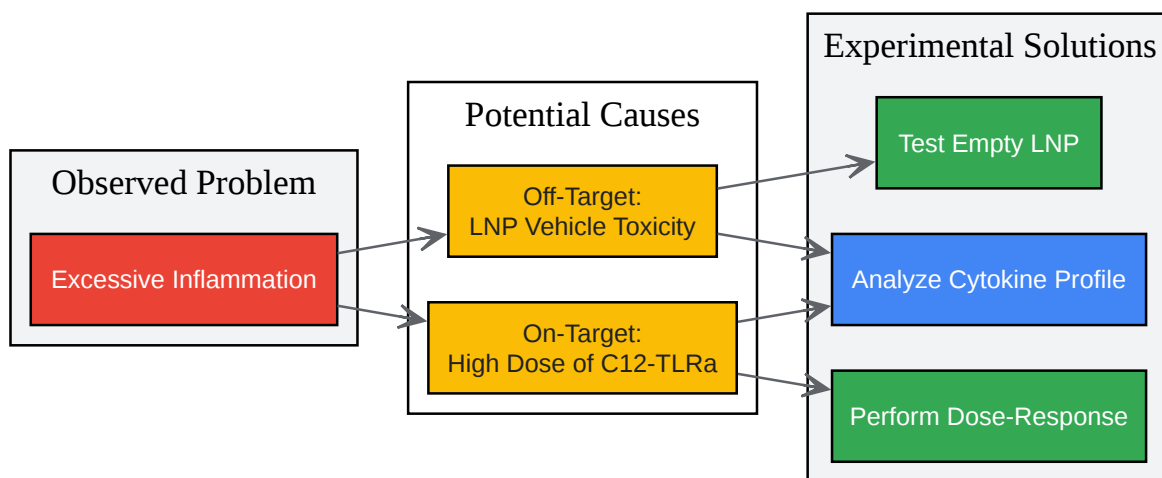 Observed Problem
Excessive Inflammation
Potential Causes
Off-Target:
LNP Vehicle Toxicity
On-Target:
High Dose of C12-TLRa
Experimental Solutions
Test Empty LNP
Analyze Cytokine Profile
Perform Dose-Response